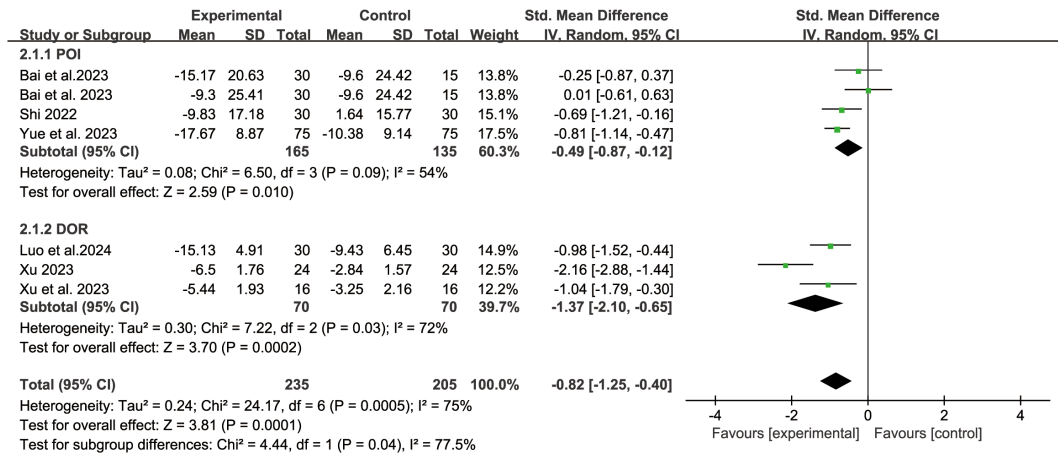 Experimental Control Std. Mean Difference Std. Mean Difference
Study or Subgroup Mean SD Total Mean SD Total Weight IV, Random, 95% CI IV, Random, 95% CI
2.1.1 POI
Bai et al.2023 -15.17 20.63 30 -9.6 24.42 15 13.8% -0.25 [-0.87, 0.37]
Bai et al. 2023 -9.3 25.41 30 -9.6 24.42 15 13.8% 0.01 [-0.61, 0.63]
Shi 2022 -9.83 17.18 30 1.64 15.77 30 15.1% -0.69 [-1.21, -0.16]
Yue et al. 2023 -17.67 8.87 75 -10.38 9.14 75 17.5% -0.81 [-1.14, -0.47]
Subtotal (95% CI) 165 135 60.3% -0.49 [-0.87, -0.12]
Heterogeneity: Tau² = 0.08; Chi² = 6.50, df = 3 (P = 0.09); I² = 54%
Test for overall effect: Z = 2.59 (P = 0.010)
2.1.2 DOR
Luo et al.2024 -15.13 4.91 30 -9.43 6.45 30 14.9% -0.98 [-1.52, -0.44]
Xu 2023 -6.5 1.76 24 -2.84 1.57 24 12.5% -2.16 [-2.88, -1.44]
Xu et al. 2023 -5.44 1.93 16 -3.25 2.16 16 12.2% -1.04 [-1.79, -0.30]
Subtotal (95% CI) 70 70 39.7% -1.37 [-2.10, -0.65]
Heterogeneity: Tau² = 0.30; Chi² = 7.22, df = 2 (P = 0.03); I² = 72%
Test for overall effect: Z = 3.70 (P = 0.0002)
Total (95% CI) 235 205 100.0% -0.82 [-1.25, -0.40]
Heterogeneity: Tau² = 0.24; Chi² = 24.17, df = 6 (P = 0.0005); I² = 75%
Test for overall effect: Z = 3.81 (P = 0.0001)
Test for subgroup differences: Chi² = 4.44, df = 1 (P = 0.04), I² = 77.5%
-4 -2 0 2 4
Favours [experimental] Favours [control]